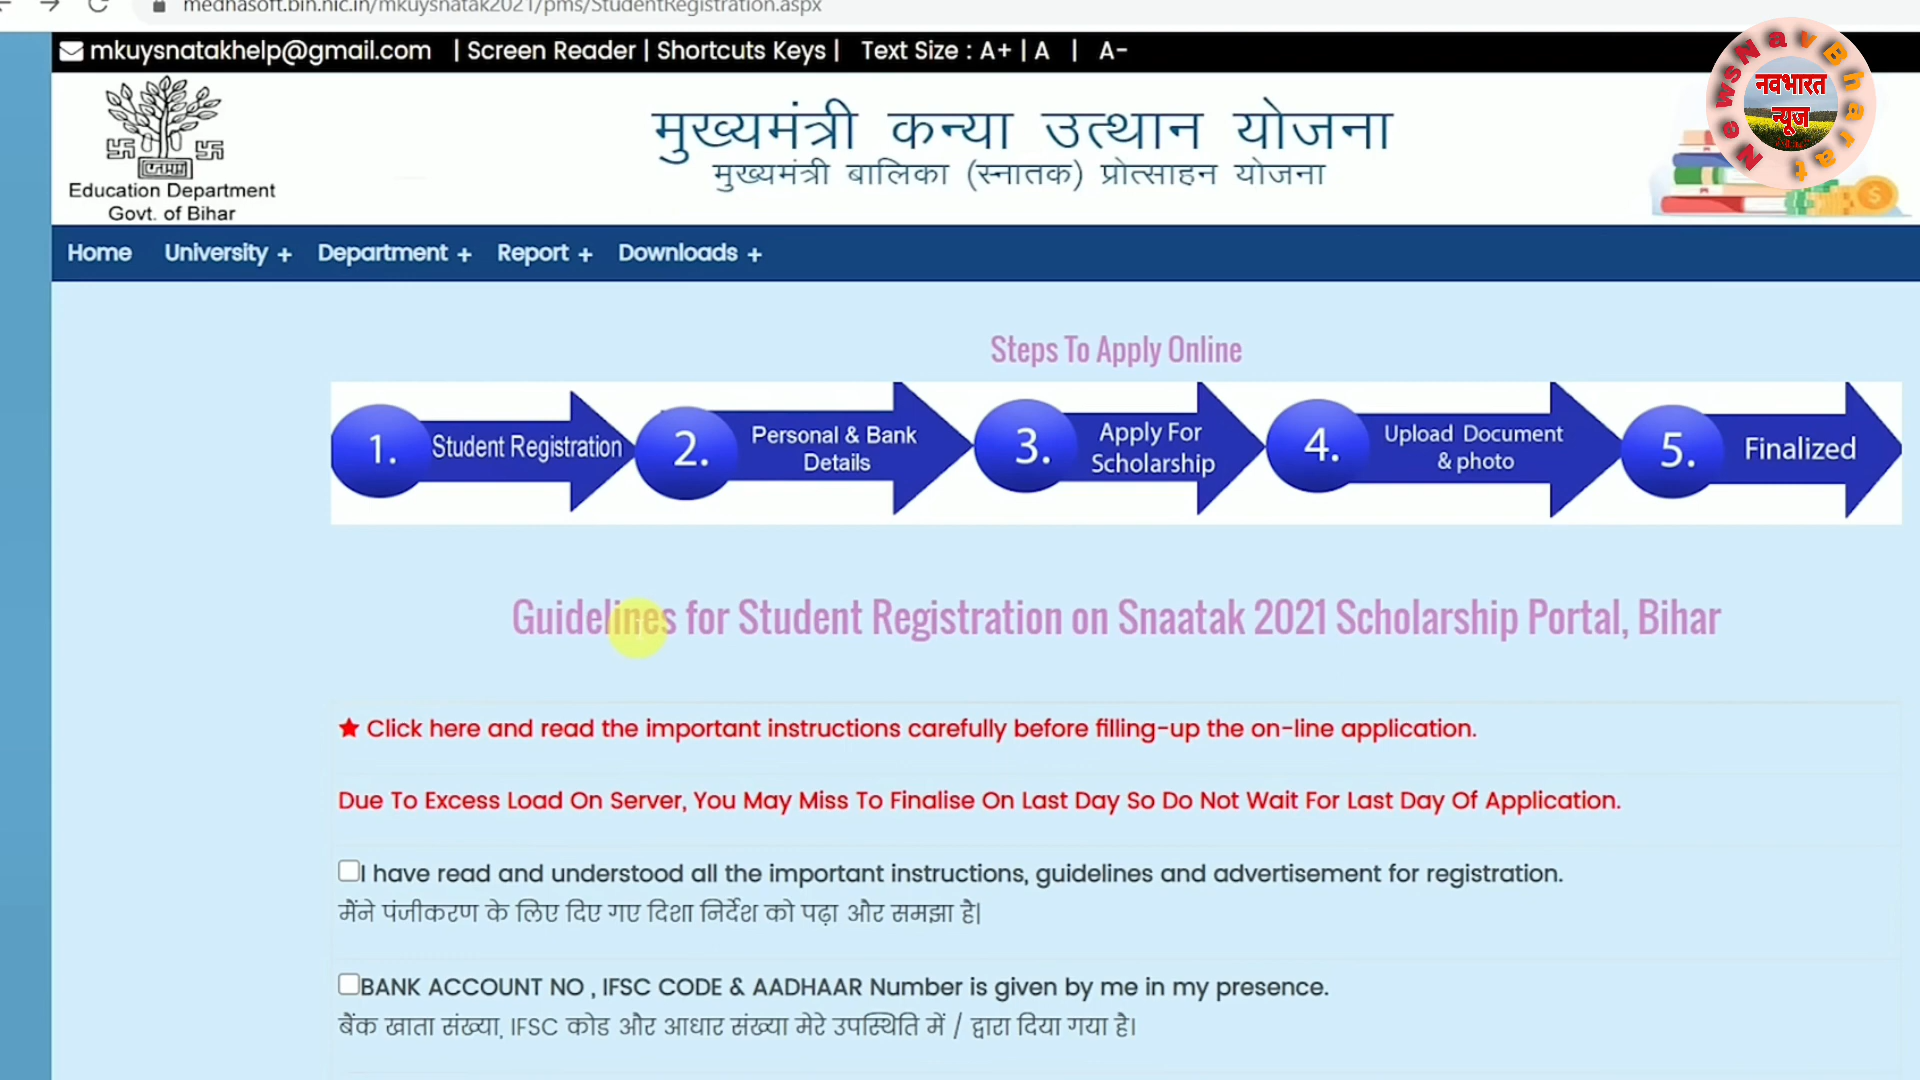 medhasoft.bih.nic.in/mkuysnatak2021/pms/StudentRegistration.aspx
mkuysnatakhelp@gmail.com | Screen Reader | Shortcuts Keys | Text Size : A+ | A | A-
NewsNavBharat
नवभारत
न्यूज
Education Department
Govt. of Bihar
मुख्यमंत्री कन्या उत्थान योजना
मुख्यमंत्री बालिका (स्नातक) प्रोत्साहन योजना
Home University + Department + Report + Downloads +
Steps To Apply Online
1. Student Registration
2. Personal & Bank
Details
3. Apply For
Scholarship
4. Upload Document
& photo
5. Finalized
Guidelines for Student Registration on Snaatak 2021 Scholarship Portal, Bihar
★ Click here and read the important instructions carefully before filling-up the on-line application.
Due To Excess Load On Server, You May Miss To Finalise On Last Day So Do Not Wait For Last Day Of Application.
I have read and understood all the important instructions, guidelines and advertisement for registration.
मैंने पंजीकरण के लिए दिए गए दिशा निर्देश को पढ़ा और समझा है|
BANK ACCOUNT NO , IFSC CODE & AADHAAR Number is given by me in my presence.
बैंक खाता संख्या, IFSC कोड और आधार संख्या मेरे उपस्थिति में / द्वारा दिया गया है।